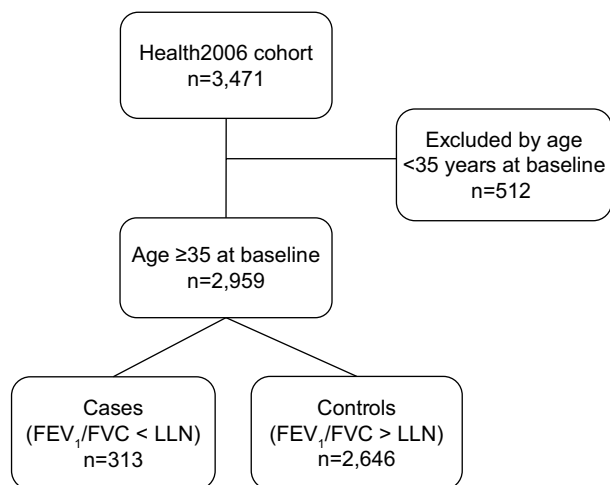 Health2006 cohort
n=3,471
Excluded by age
<35 years at baseline
n=512
Age ≥35 at baseline
n=2,959
Cases
(FEV₁/FVC < LLN)
n=313
Controls
(FEV₁/FVC > LLN)
n=2,646